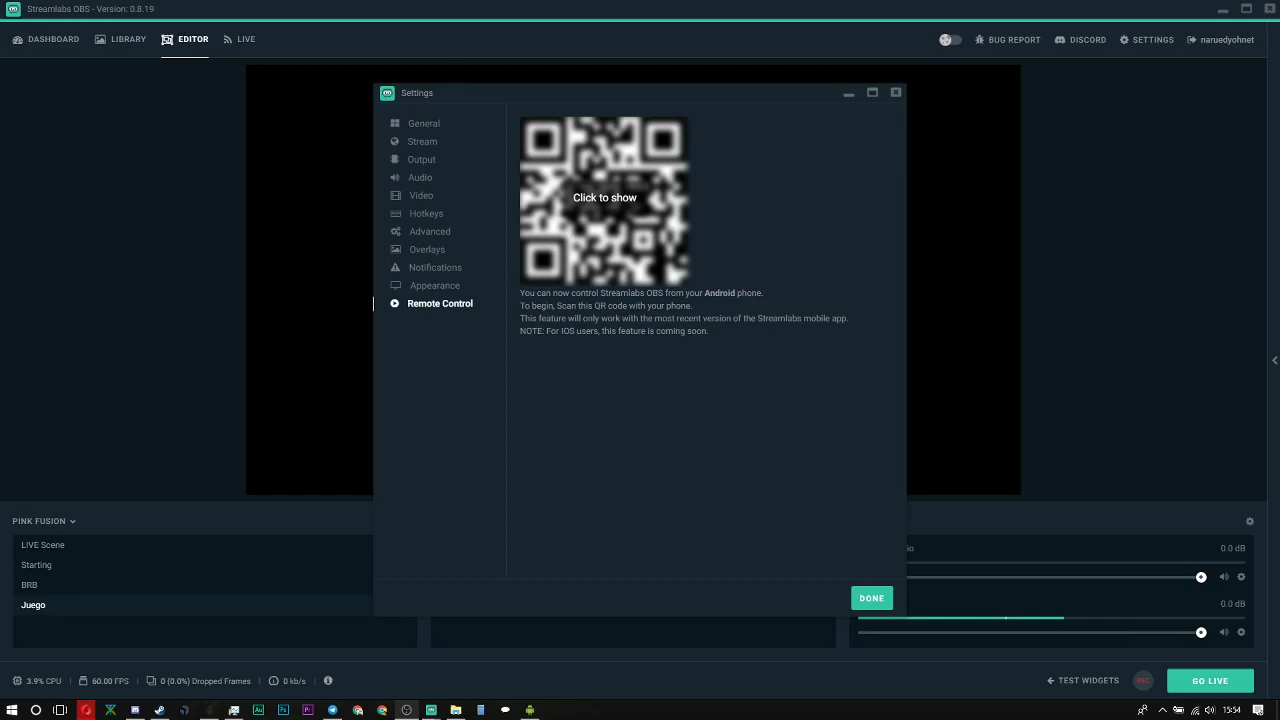 Streamlabs OBS - Version: 0.8.19
DASHBOARD
LIBRARY
EDITOR
LIVE
BUG REPORT
DISCORD
SETTINGS
naruedyohnet
Settings
General
Stream
Output
Audio
Video
Hotkeys
Advanced
Overlays
Notifications
Appearance
Remote Control
Click to show
You can now control Streamlabs OBS from your Android phone.
To begin, Scan this QR code with your phone.
This feature will only work with the most recent version of the Streamlabs mobile app.
NOTE: For IOS users, this feature is coming soon.
DONE
PINK FUSION
LIVE Scene
Starting
BRB
Juego
io
0.0 dB
0.0 dB
3.9% CPU
60.00 FPS
0 (0.0%) Dropped Frames
0 kb/s
TEST WIDGETS
REC
GO LIVE
Au
Ps
Pr
15:54